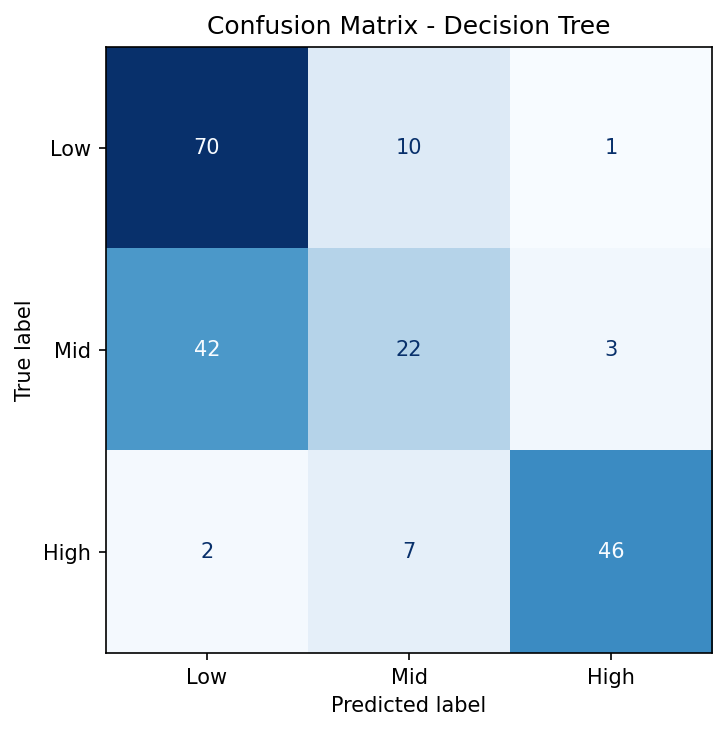 Confusion Matrix - Decision Tree
True label
Low
70 10 1
Mid
42 22 3
High
2 7 46
Low Mid High
Predicted label